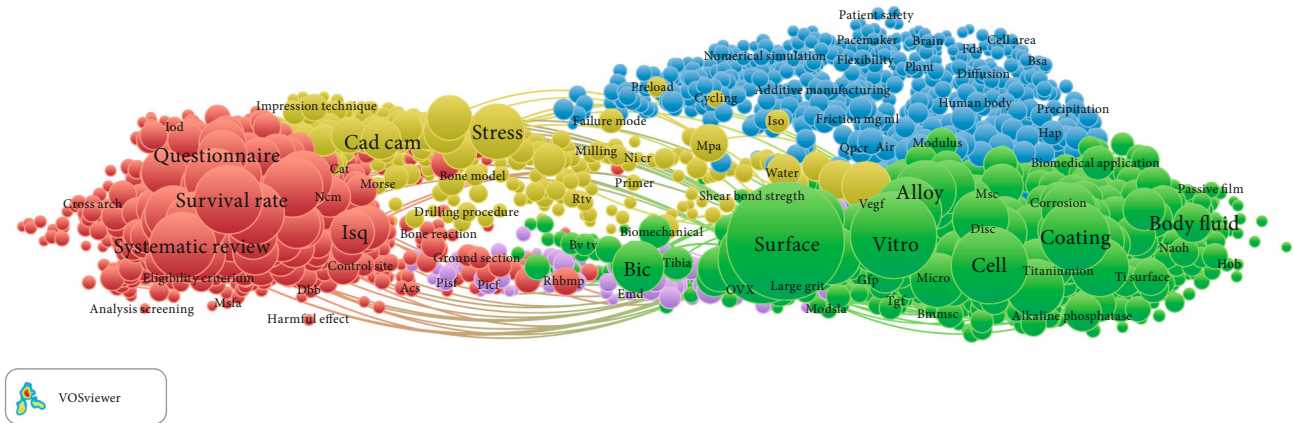 Patient safety
Pacemaker
Brain
Fda
Cell area
Numerical simulation
Flexibility
Plant
Bsa
Diffusion
Preload
Cycling
Additive manufacturing
Human body
Precipitation
Impression technique
Failure mode
Iso
Friction mg ml
Hap
Iod
Cad cam
Stress
Mpa
Modulus
Questionnaire
Milling
Ni cr
Qpcr
Air
Biomedical application
Cat
Bone model
Water
Morse
Primer
Passive film
Survival rate
Ncm
Rtv
Shear bond stregth
Alloy
Msc
Cross arch
Vegf
Corrosion
Drilling procedure
Body fluid
Isq
Bone reaction
Biomechanical
Disc
Coating
Systematic review
Bv tv
Surface
Vitro
Naoh
Ground section
Tibia
Cell
Hob
Control site
Bic
Titaniumion
Eligibility criterium
Pisf
Picf
Rhbmp
Gfp
Micro
Ti surface
Dbb
Acs
Emd
OVX
Large grit
Msfa
Tgf
Analysis screening
Modsla
Bmmsc
Alkaline phosphatase
Harmful effect
VOSviewer